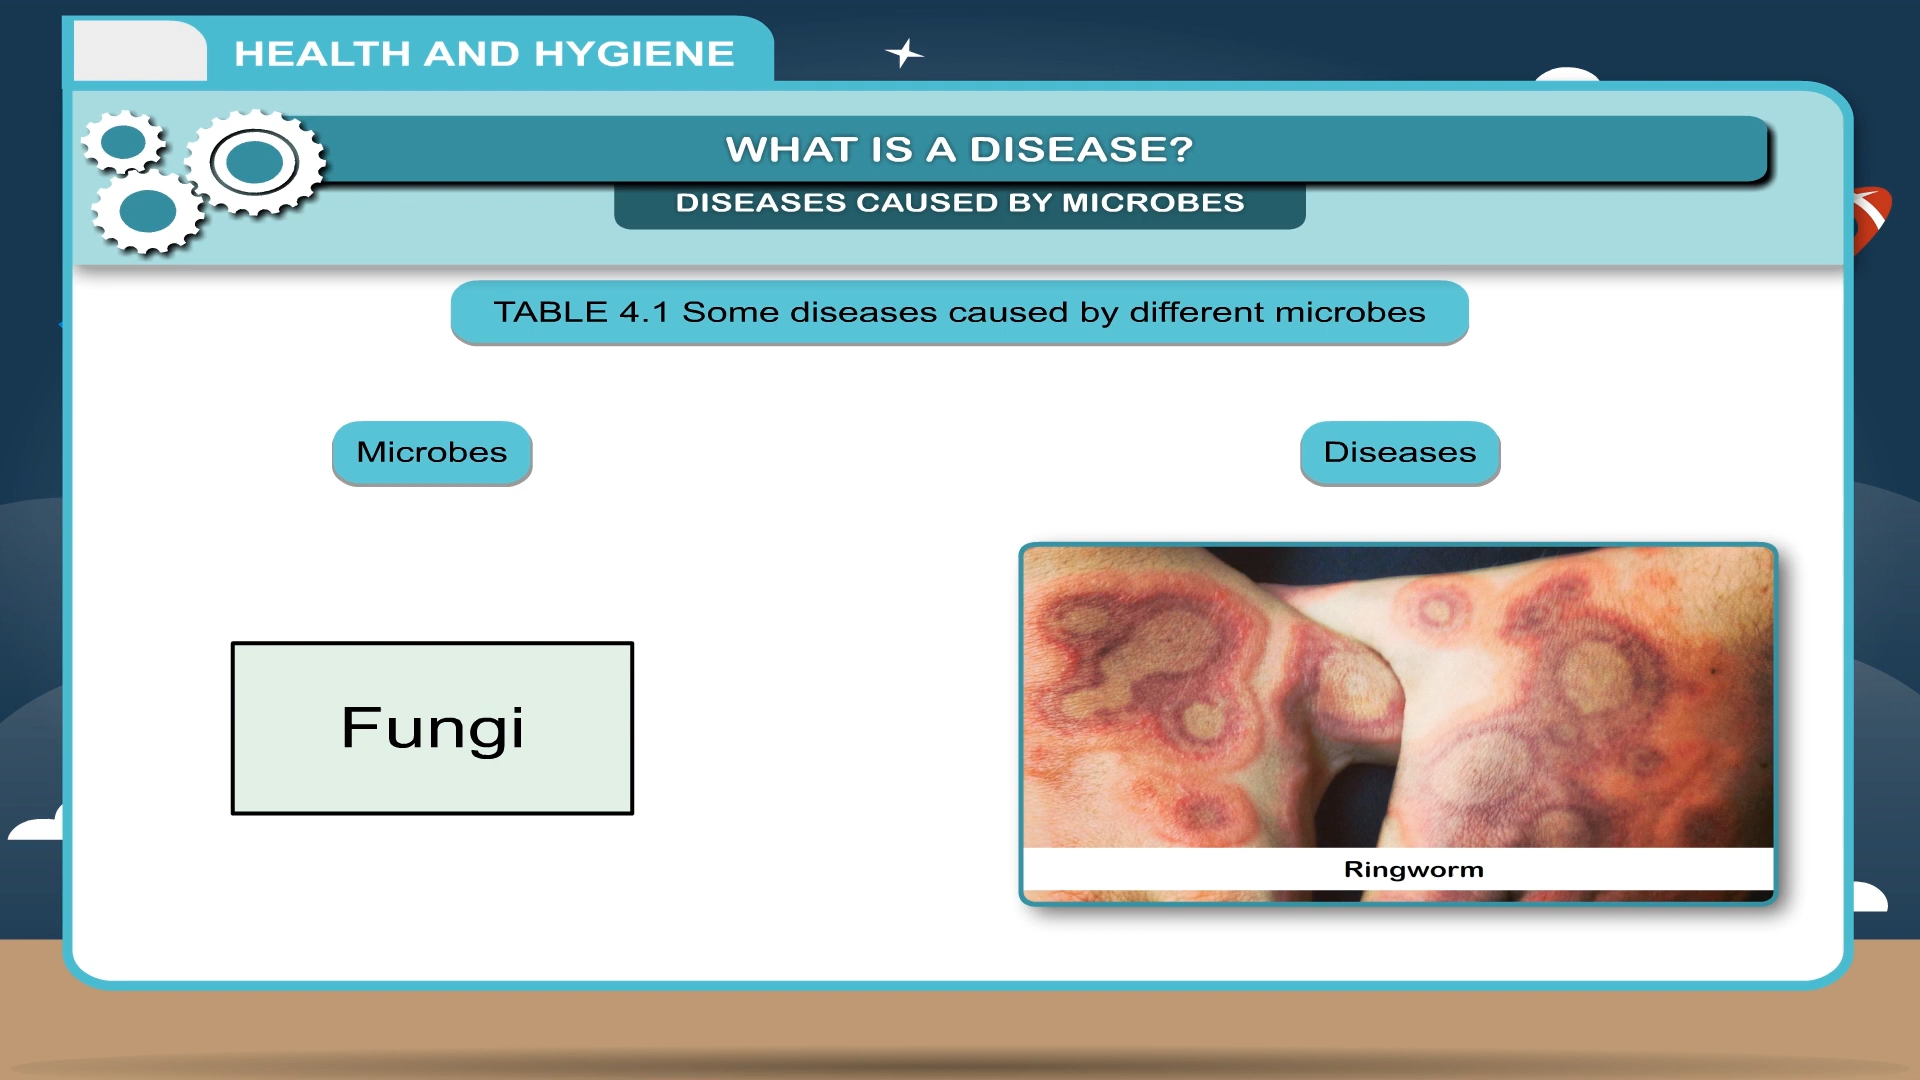 HEALTH AND HYGIENE
WHAT IS A DISEASE?
DISEASES CAUSED BY MICROBES
TABLE 4.1 Some diseases caused by different microbes
Microbes
Diseases
Fungi
Ringworm